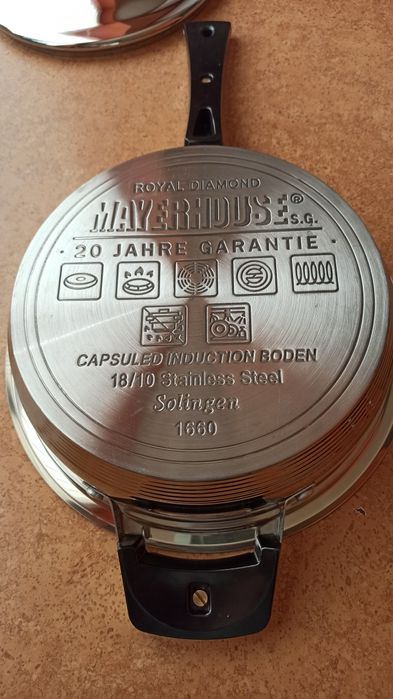 ROYAL DIAMOND
MAYERHOUSE® S.G.
· 20 JAHRE GARANTIE ·
CAPSULED INDUCTION BODEN
18/10 Stainless Steel
Solingen
1660